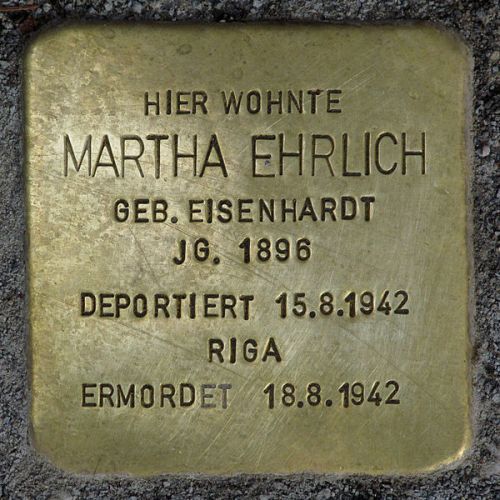 HIER WOHNTE
MARTHA EHRLICH
GEB. EISENHARDT
JG. 1896
DEPORTIERT 15.8.1942
RIGA
ERMORDET 18.8.1942